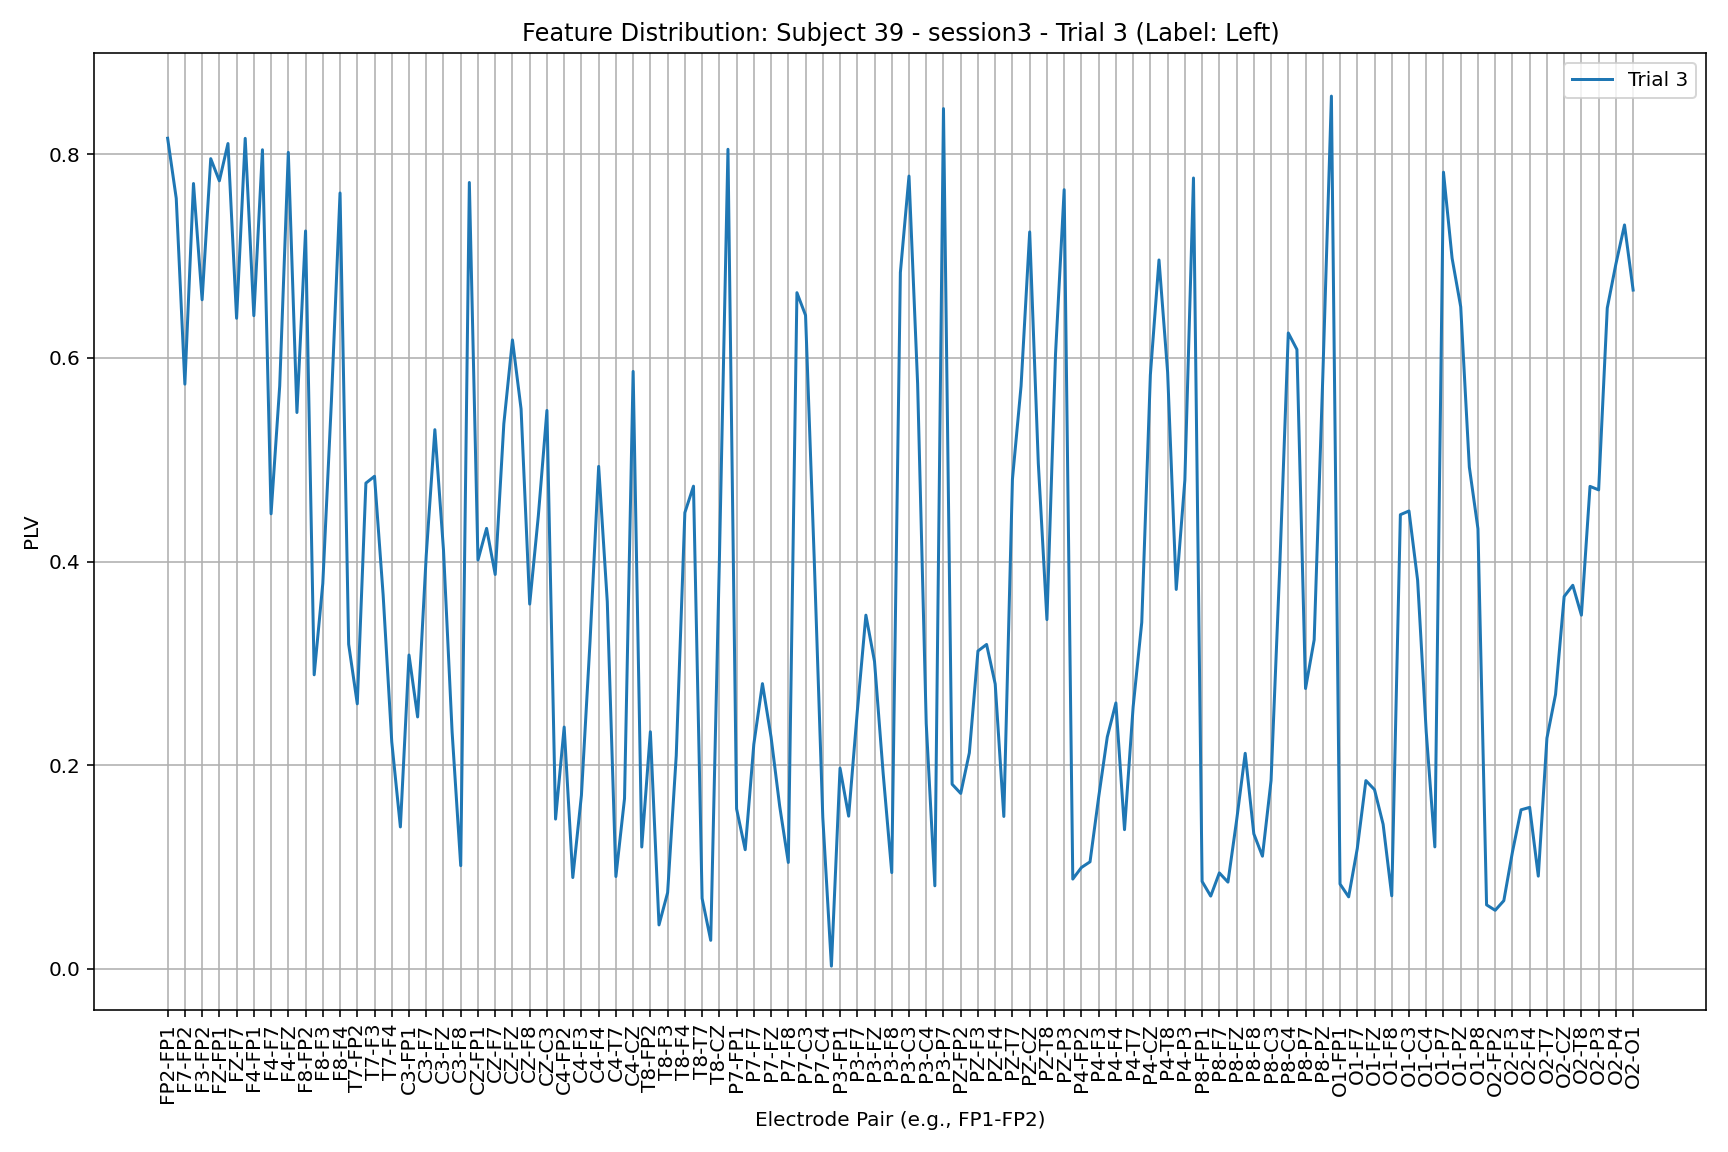 Feature Distribution: Subject 39 - session3 - Trial 3 (Label: Left)
Trial 3
PLV
0.8
0.6
0.4
0.2
0.0
FP2-FP1
F7-FP2
F3-FP2
FZ-FP1
FZ-F7
F4-FP1
F4-F7
F4-FZ
F8-FP2
F8-F3
F8-F4
T7-FP2
T7-F3
T7-F4
C3-FP1
C3-F7
C3-FZ
C3-F8
CZ-FP1
CZ-F7
CZ-FZ
CZ-F8
CZ-C3
C4-FP2
C4-F3
C4-F4
C4-T7
C4-CZ
T8-FP2
T8-F3
T8-F4
T8-T7
T8-CZ
P7-FP1
P7-F7
P7-FZ
P7-F8
P7-C3
P7-C4
P3-FP1
P3-F7
P3-FZ
P3-F8
P3-C3
P3-C4
P3-P7
PZ-FP2
PZ-F3
PZ-F4
PZ-T7
PZ-CZ
PZ-T8
PZ-P3
P4-FP2
P4-F3
P4-F4
P4-T7
P4-CZ
P4-T8
P4-P3
P8-FP1
P8-F7
P8-FZ
P8-F8
P8-C3
P8-C4
P8-P7
P8-PZ
O1-FP1
O1-F7
O1-FZ
O1-F8
O1-C3
O1-C4
O1-P7
O1-PZ
O1-P8
O2-FP2
O2-F3
O2-F4
O2-T7
O2-CZ
O2-T8
O2-P3
O2-P4
O2-O1
Electrode Pair (e.g., FP1-FP2)